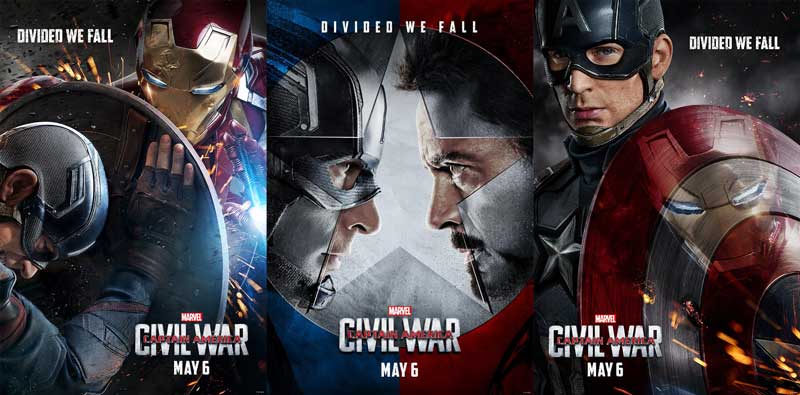 DIVIDED WE FALL
MARVEL
CAPTAIN AMERICA
CIVIL WAR
MAY 6
DIVIDED WE FALL
MARVEL
CAPTAIN AMERICA
CIVIL WAR
MAY 6
A
DIVIDED WE FALL
MARVEL
CAPTAIN AMERICA
CIVIL WAR
MAY 6